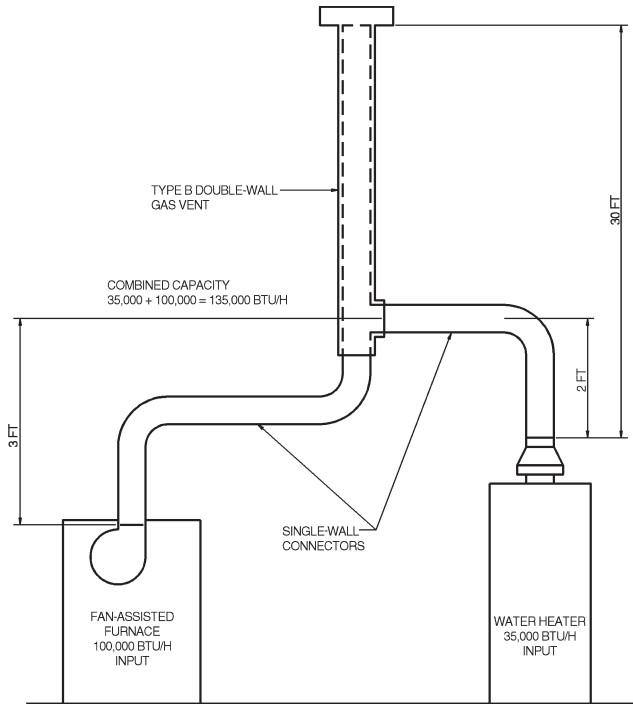 TYPE B DOUBLE-WALL
GAS VENT
30 FT
COMBINED CAPACITY
35,000 + 100,000 = 135,000 BTU/H
2 FT
3 FT
SINGLE-WALL
CONNECTORS
FAN-ASSISTED
FURNACE
100,000 BTU/H
INPUT
WATER HEATER
35,000 BTU/H
INPUT